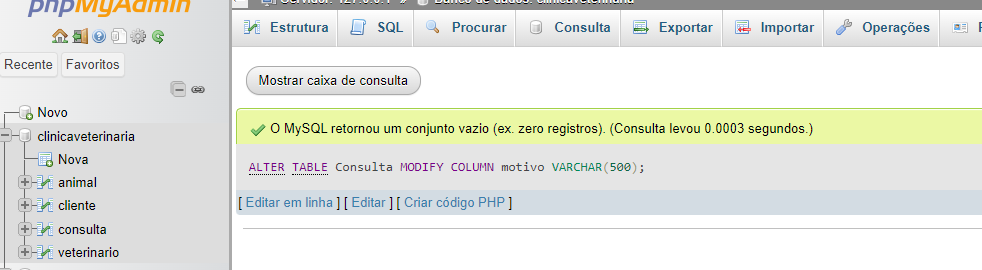 phpMyAdmin
Recente Favoritos
Novo
clinicaveterinaria
Nova
animal
cliente
consulta
veterinario
Servidor: 127.0.0.1 » Banco de dados: clinicaveterinaria
Estrutura SQL Procurar Consulta Exportar Importar Operações
Mostrar caixa de consulta
O MySQL retornou um conjunto vazio (ex. zero registros). (Consulta levou 0.0003 segundos.)
ALTER TABLE Consulta MODIFY COLUMN motivo VARCHAR(500);
[ Editar em linha ] [ Editar ] [ Criar código PHP ]